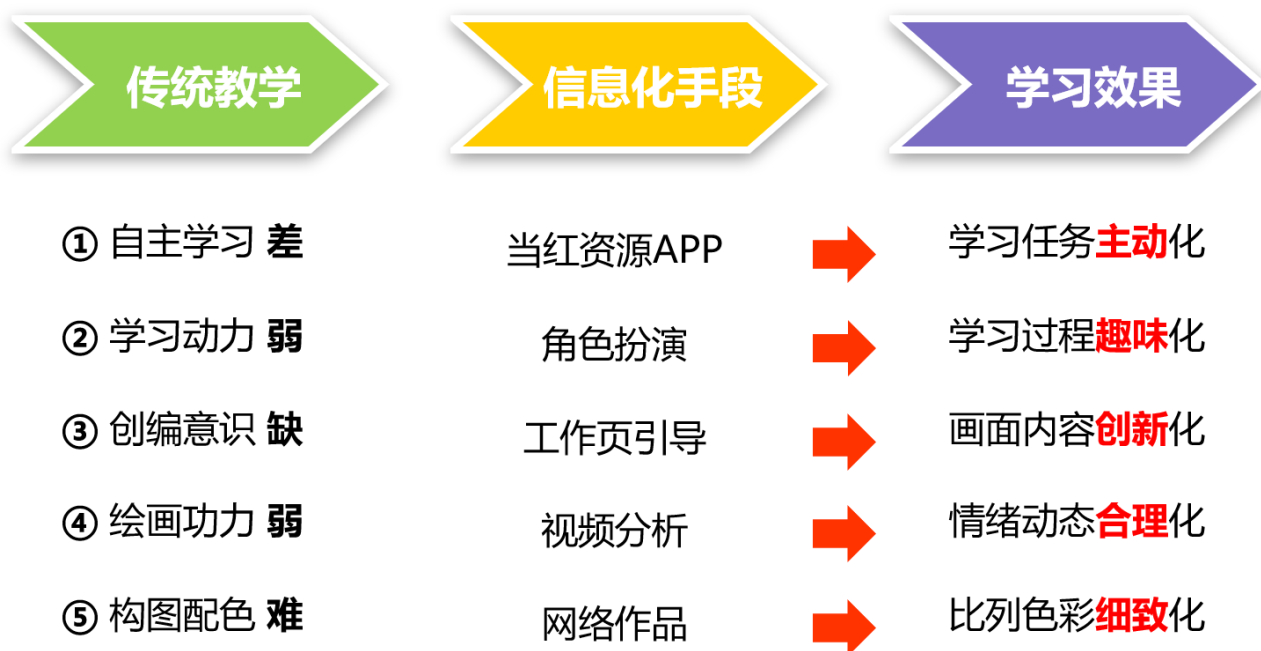 传统教学 信息化手段 学习效果
① 自主学习 差 当红资源APP 学习任务主动化
② 学习动力 弱 角色扮演 学习过程趣味化
③ 创编意识 缺 工作页引导 画面内容创新化
④ 绘画功力 弱 视频分析 情绪动态合理化
⑤ 构图配色 难 网络作品 比列色彩细致化